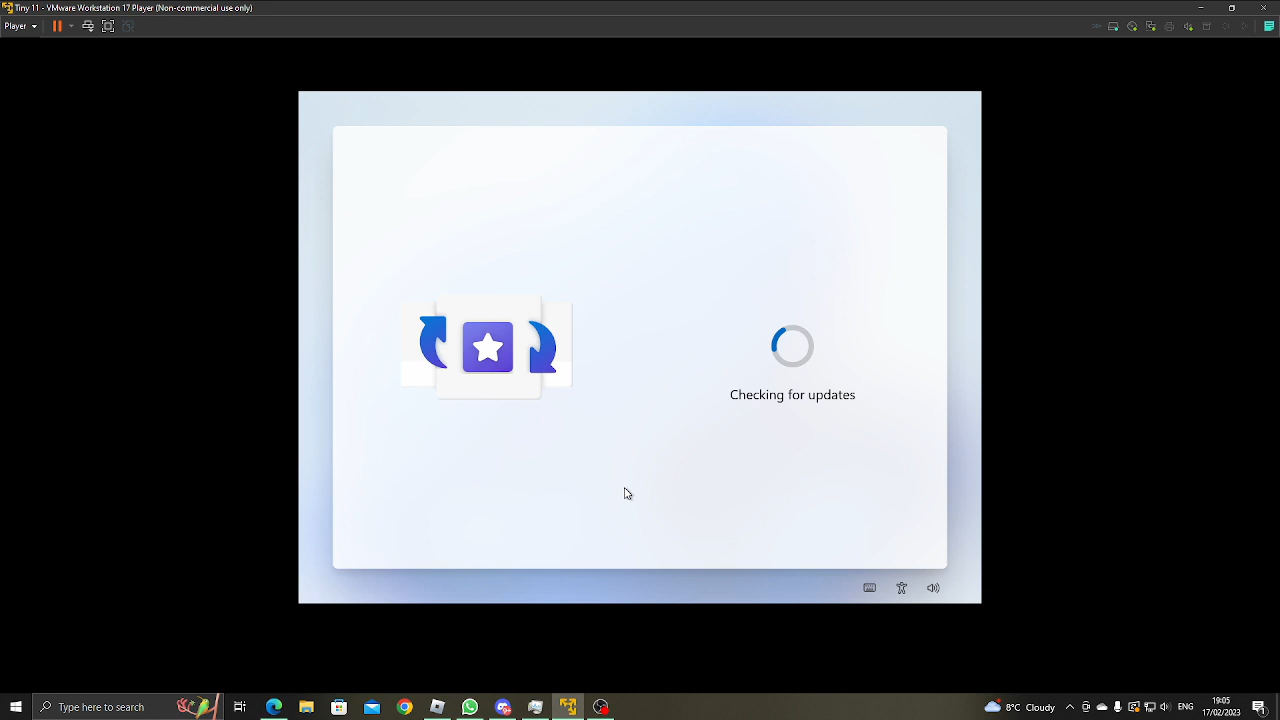 Tiny 11 - VMware Workstation 17 Player (Non-commercial use only)
Player
Checking for updates
Type here to search
8°C Cloudy
ENG
19:05
17/02/2023